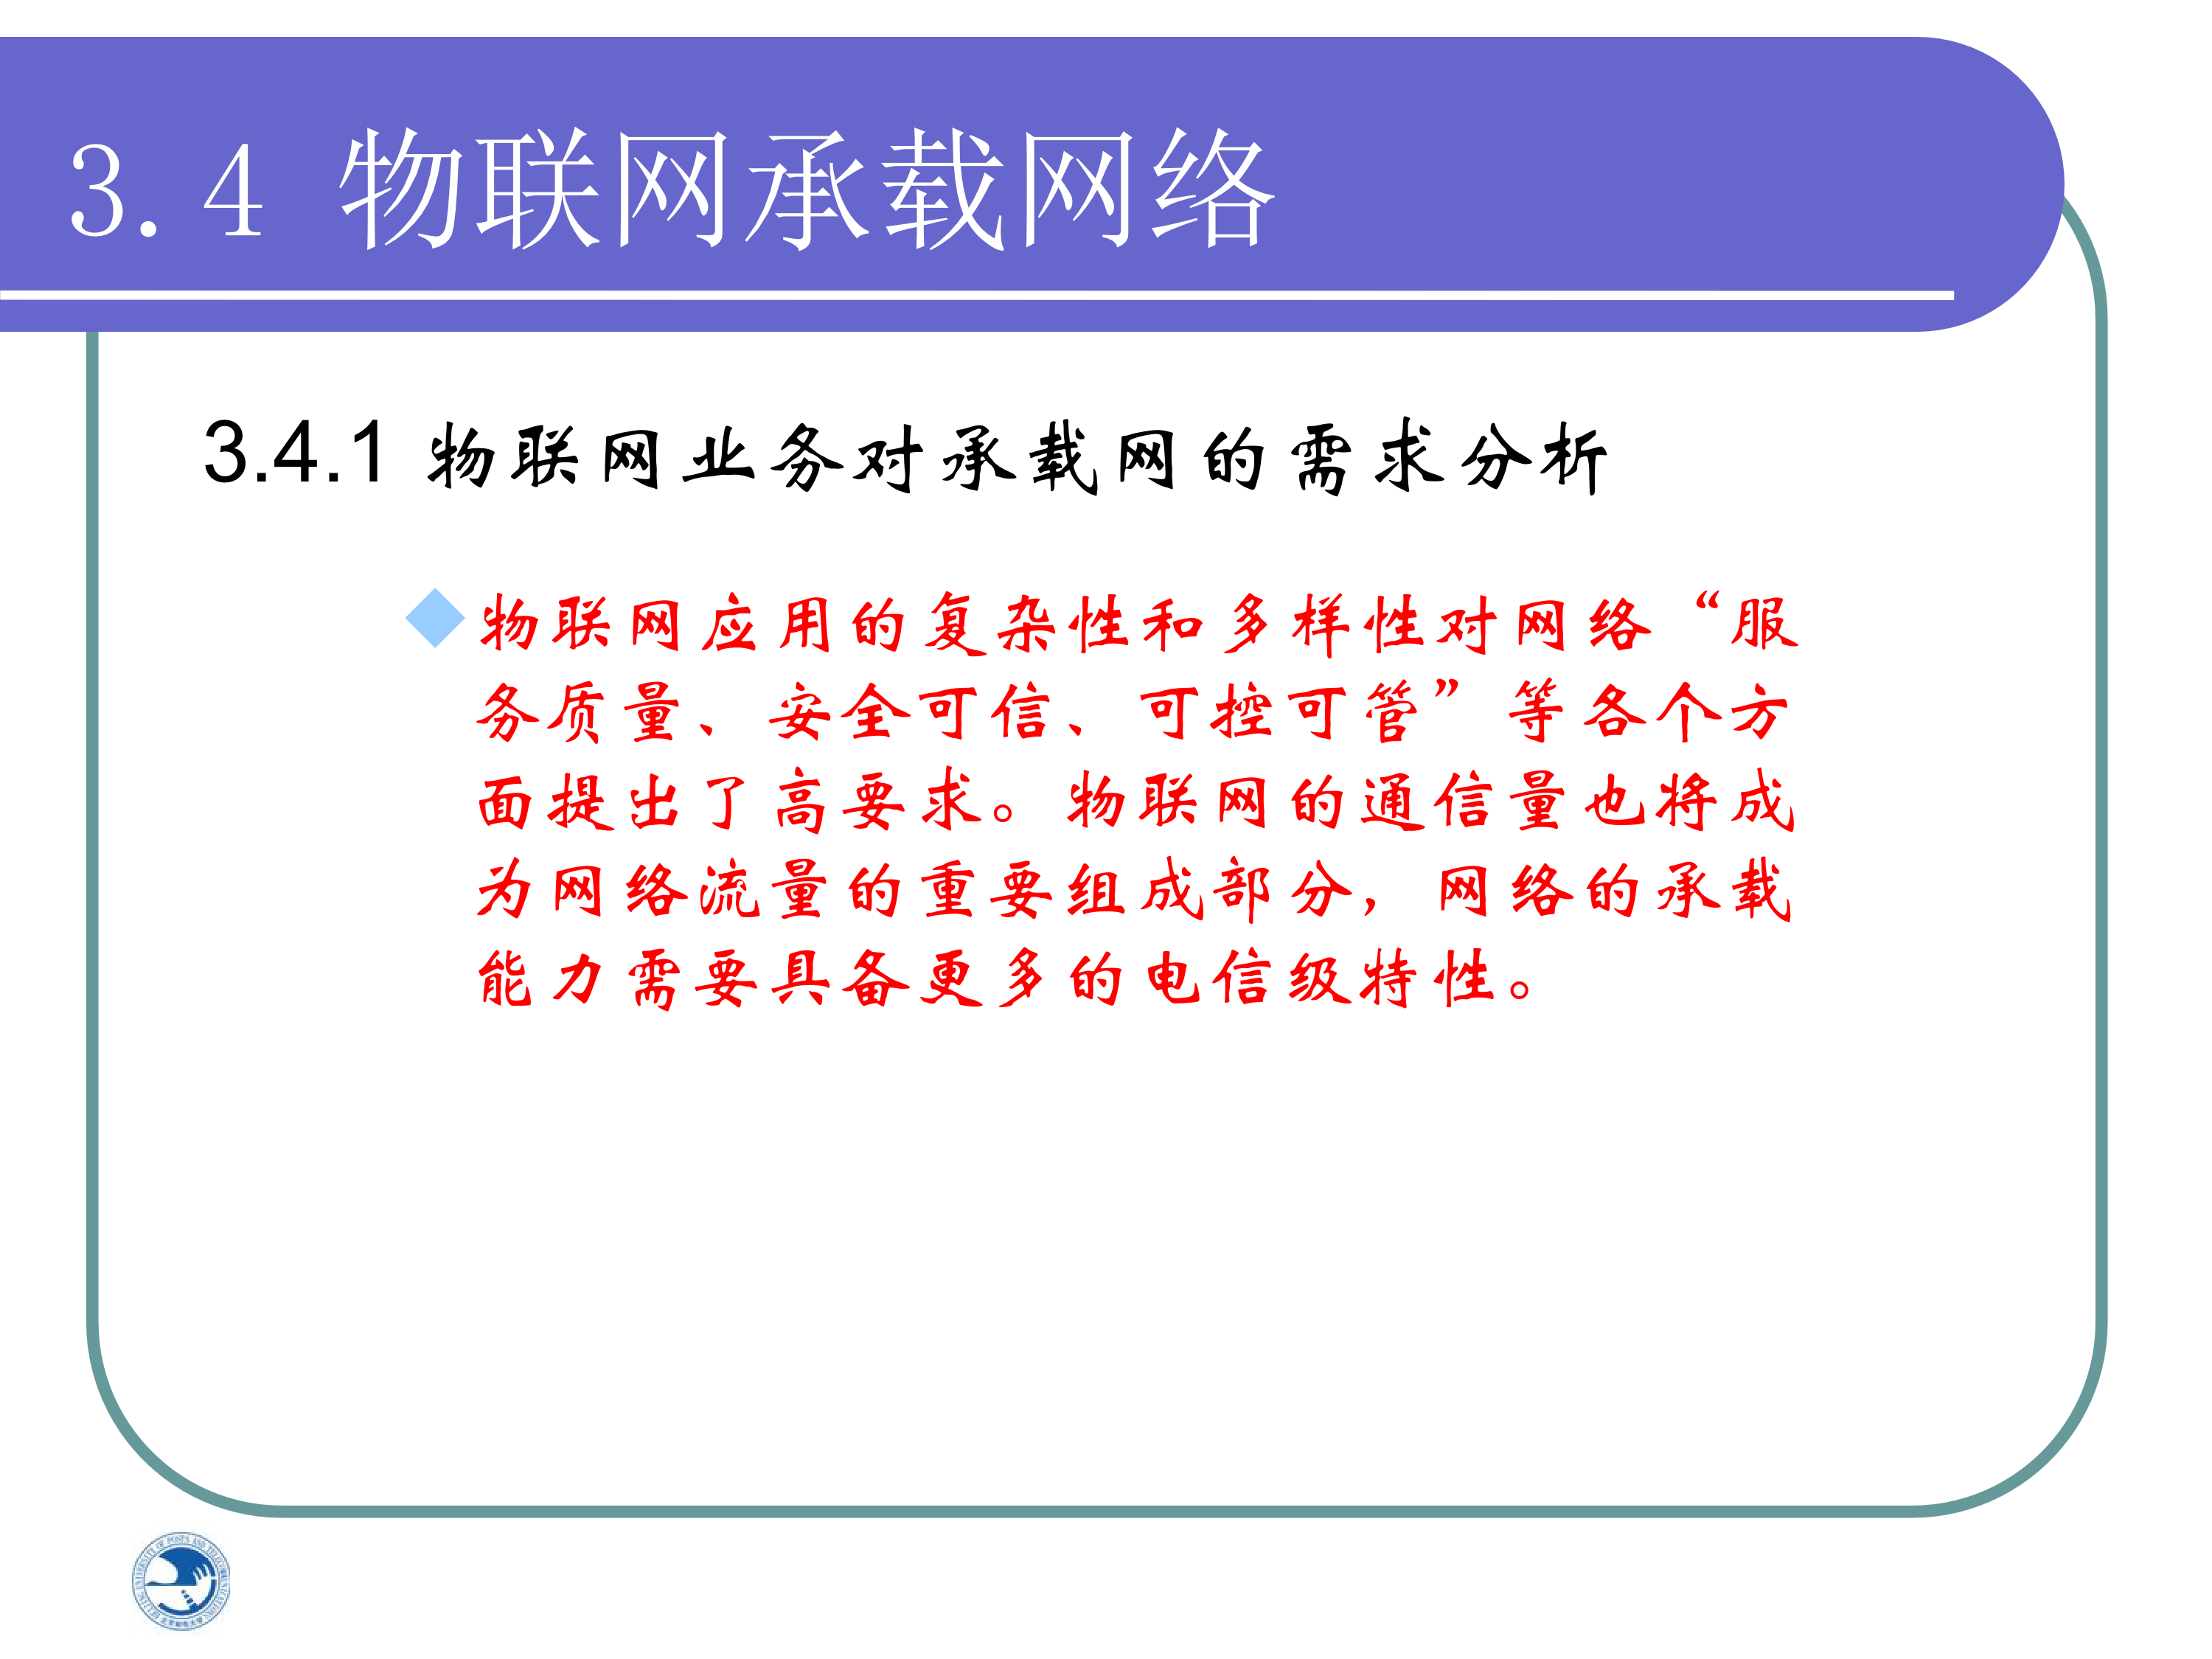 3.4 物联网承载网络
3.4.1 物联网业务对承载网的需求分析
物联网应用的复杂性和多样性对网络“服
务质量、安全可信、可控可管”等各个方
面提出了高要求。物联网的通信量也将成
为网络流量的重要组成部分，网络的承载
能力需要具备更多的电信级特性。